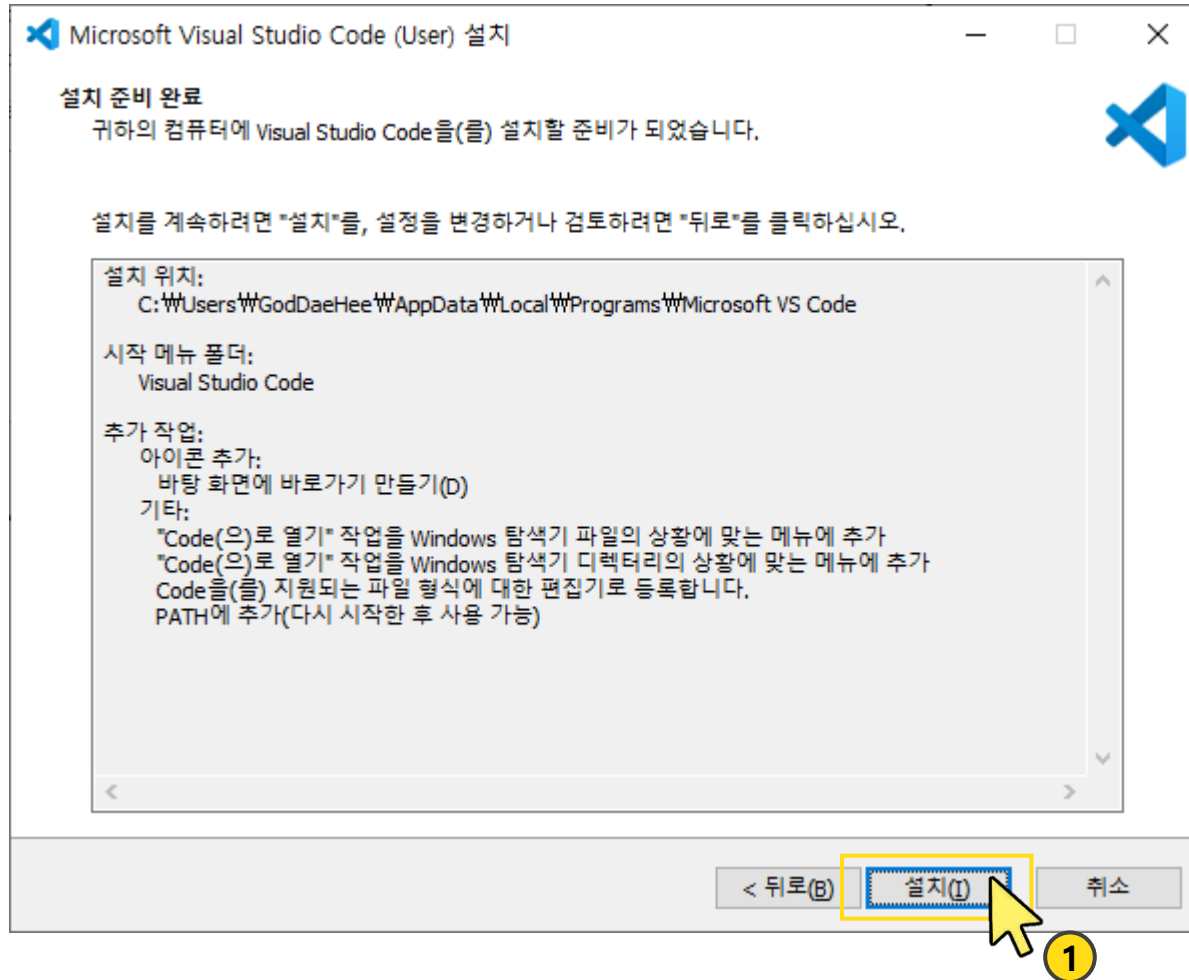 Microsoft Visual Studio Code (User) 설치
설치 준비 완료
귀하의 컴퓨터에 Visual Studio Code을(를) 설치할 준비가 되었습니다.
설치를 계속하려면 "설치"를, 설정을 변경하거나 검토하려면 "뒤로"를 클릭하십시오.
설치 위치:
C:₩Users₩GodDaeHee₩AppData₩Local₩Programs₩Microsoft VS Code
시작 메뉴 폴더:
Visual Studio Code
추가 작업:
아이콘 추가:
바탕 화면에 바로가기 만들기(D)
기타:
"Code(으)로 열기" 작업을 Windows 탐색기 파일의 상황에 맞는 메뉴에 추가
"Code(으)로 열기" 작업을 Windows 탐색기 디렉터리의 상황에 맞는 메뉴에 추가
Code을(를) 지원되는 파일 형식에 대한 편집기로 등록합니다.
PATH에 추가(다시 시작한 후 사용 가능)
< 뒤로(B) 설치(I) 취소
1